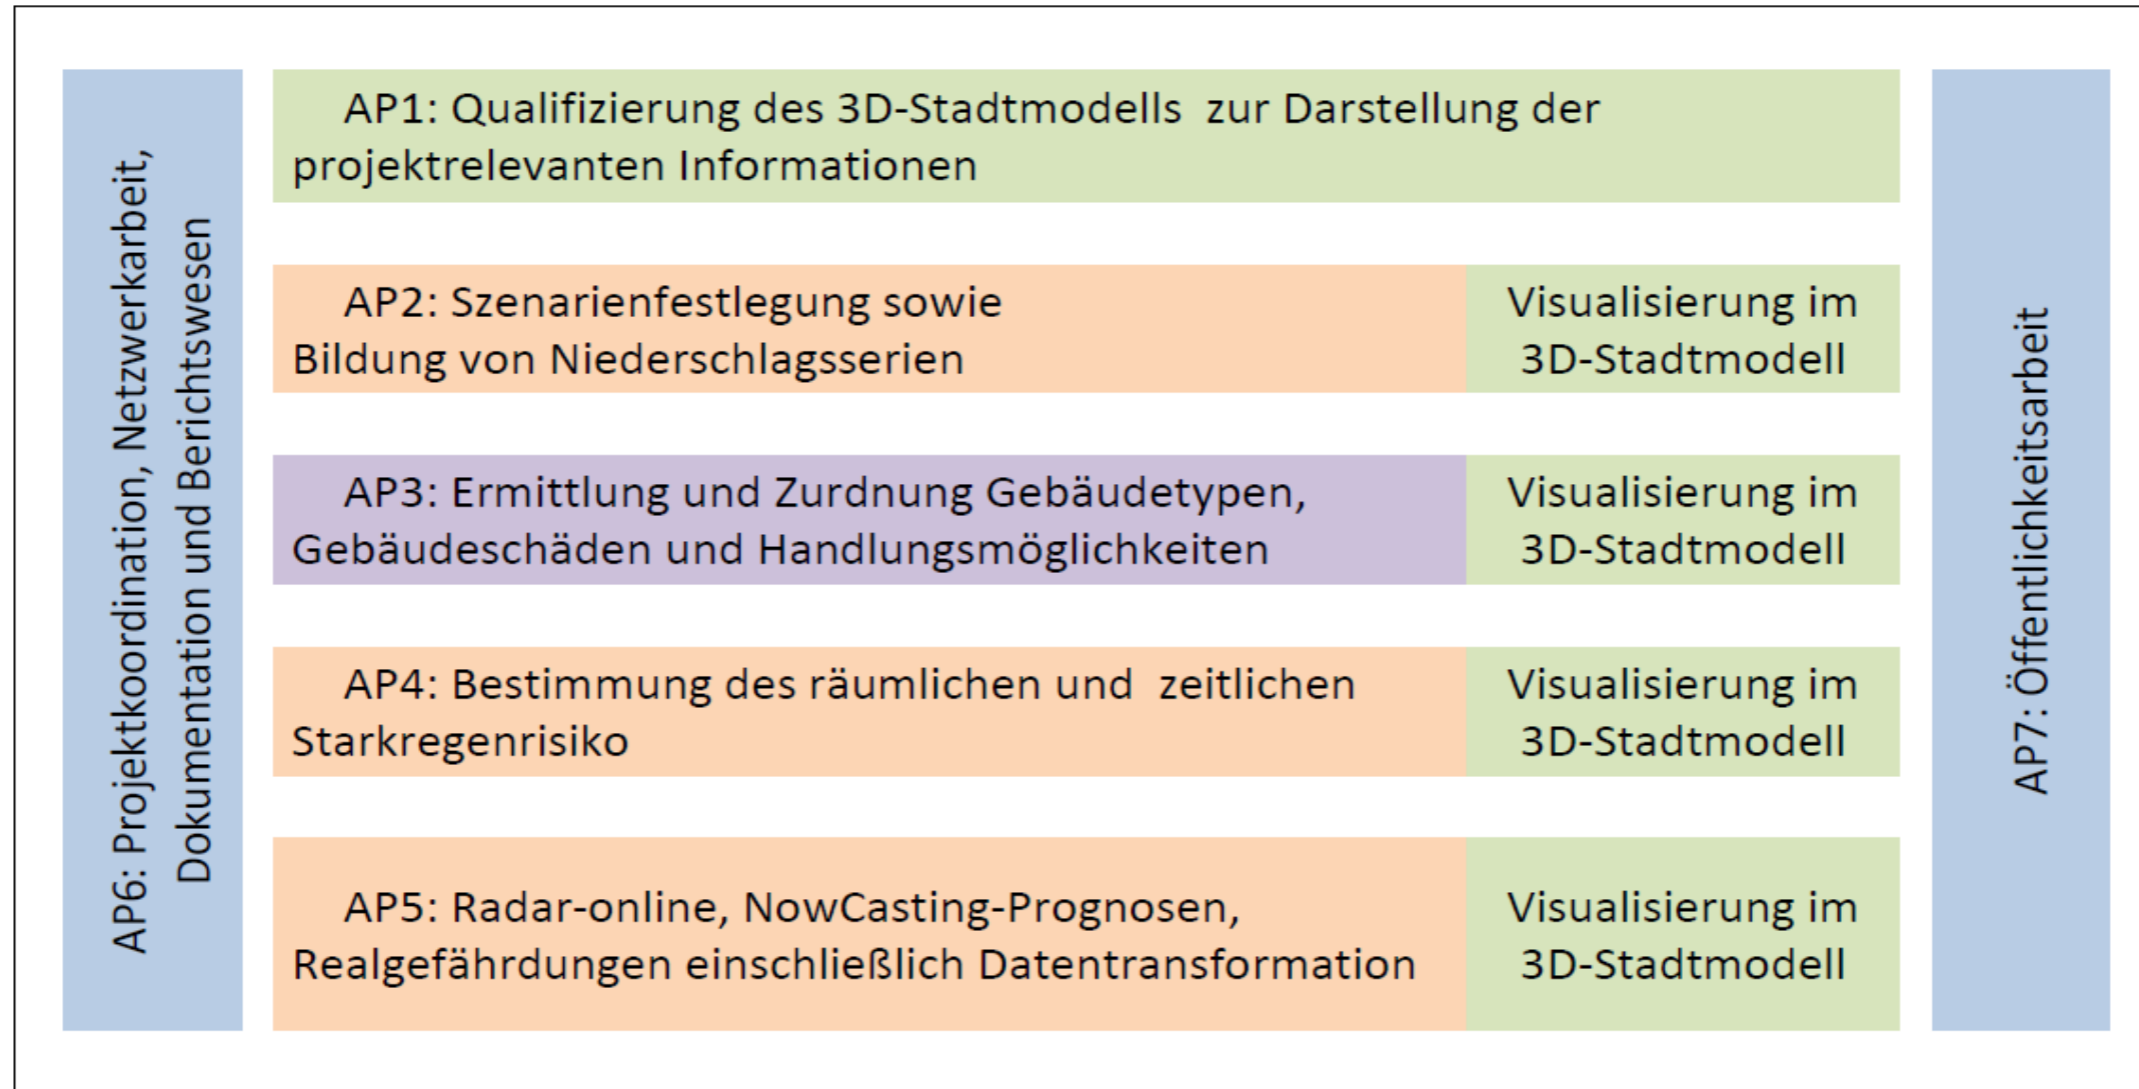 AP6: Projektkoordination, Netzwerkarbeit,
Dokumentation und Berichtswesen
AP1: Qualifizierung des 3D-Stadtmodells  zur Darstellung der
projektrelevanten Informationen
AP2: Szenarienfestlegung sowie
Bildung von Niederschlagsserien
Visualisierung im
3D-Stadtmodell
AP3: Ermittlung und Zurdnung Gebäudetypen,
Gebäudeschäden und Handlungsmöglichkeiten
Visualisierung im
3D-Stadtmodell
AP4: Bestimmung des räumlichen und  zeitlichen
Starkregenrisiko
Visualisierung im
3D-Stadtmodell
AP5: Radar-online, NowCasting-Prognosen,
Realgefährdungen einschließlich Datentransformation
Visualisierung im
3D-Stadtmodell
AP7: Öffentlichkeitsarbeit